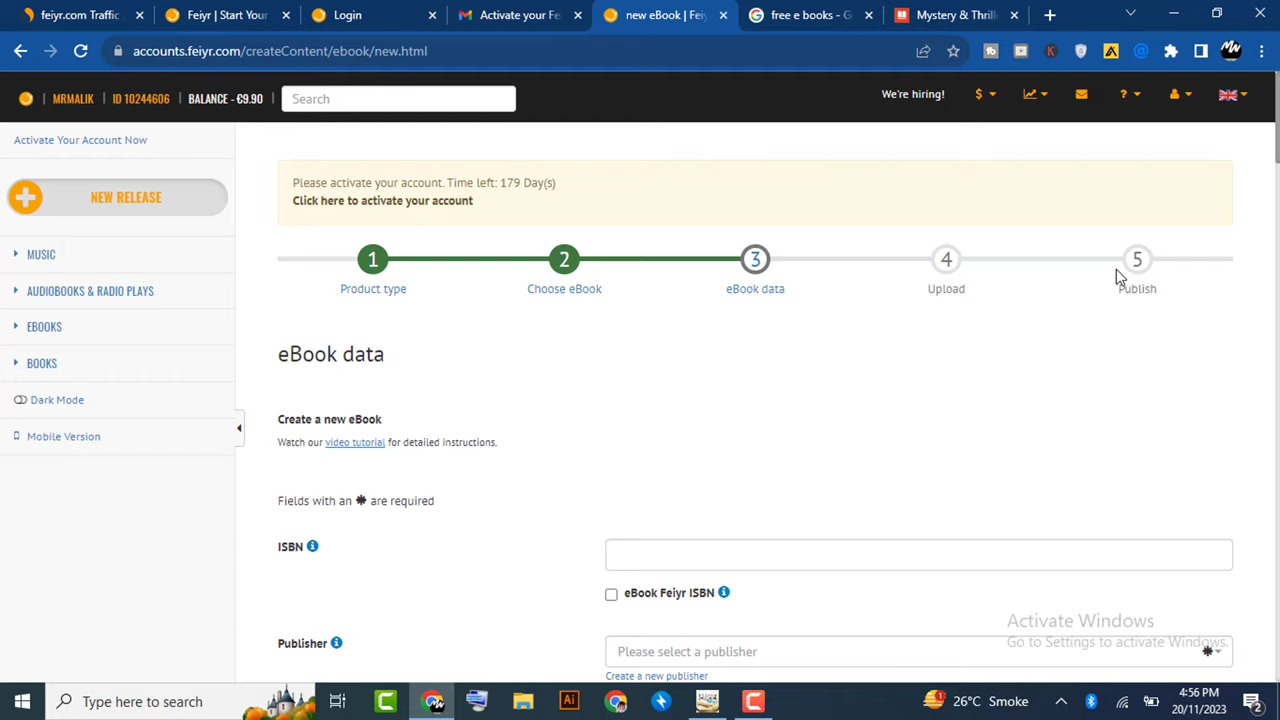 feiyr.com Traffic
Feiyr | Start Your
Login
Activate your Fe
new eBook | Feiy
free e books - G
Mystery & Thrill
accounts.feiyr.com/createContent/ebook/new.html
MRMALIK
ID 10244606
BALANCE - €9.90
Search
We're hiring!
$
?
Activate Your Account Now
NEW RELEASE
MUSIC
AUDIOBOOKS & RADIO PLAYS
EBOOKS
BOOKS
Dark Mode
Mobile Version
Please activate your account. Time left: 179 Day(s)
Click here to activate your account
1
2
3
4
5
Product type
Choose eBook
eBook data
Upload
Publish
eBook data
Create a new eBook
Watch our video tutorial for detailed instructions.
Fields with an ✱ are required
ISBN
eBook Feiyr ISBN
Publisher
Please select a publisher
Create a new publisher
Activate Windows
Go to Settings to activate Windows.
Type here to search
26°C Smoke
4:56 PM
20/11/2023